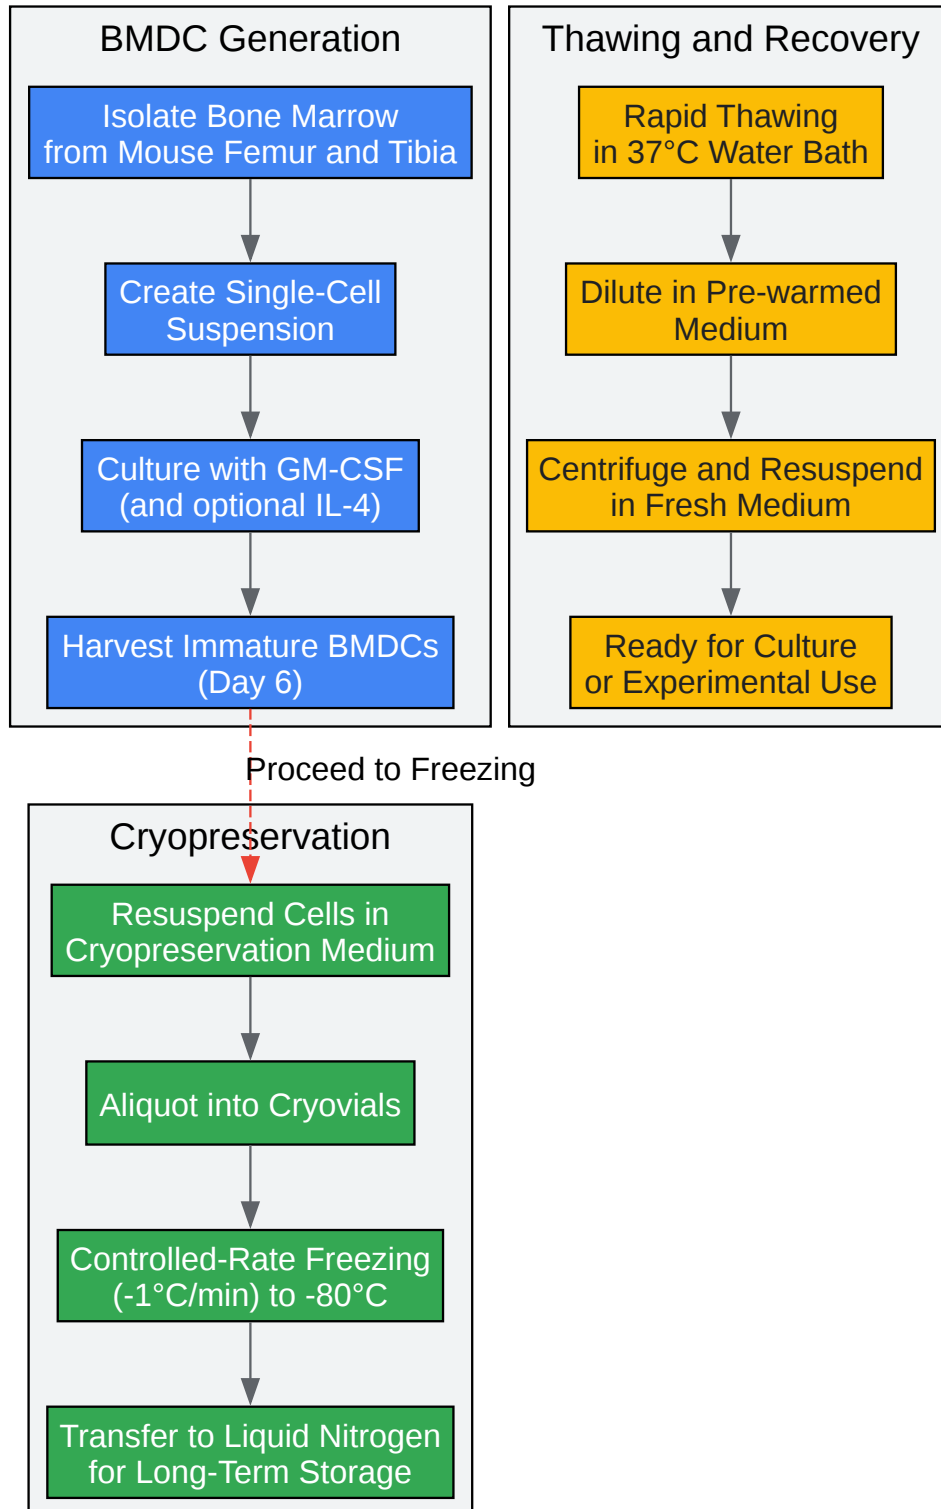 BMDC Generation
Isolate Bone Marrow
from Mouse Femur and Tibia
Create Single-Cell
Suspension
Culture with GM-CSF
(and optional IL-4)
Harvest Immature BMDCs
(Day 6)
Proceed to Freezing
Cryopreservation
Resuspend Cells in
Cryopreservation Medium
Aliquot into Cryovials
Controlled-Rate Freezing
(-1°C/min) to -80°C
Transfer to Liquid Nitrogen
for Long-Term Storage
Thawing and Recovery
Rapid Thawing
in 37°C Water Bath
Dilute in Pre-warmed
Medium
Centrifuge and Resuspend
in Fresh Medium
Ready for Culture
or Experimental Use